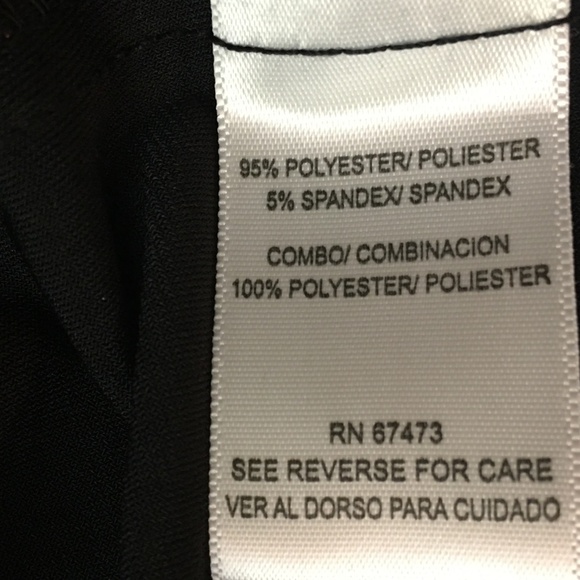 95% POLYESTER/ POLIESTER
5% SPANDEX/ SPANDEX
COMBO/ COMBINACION
100% POLYESTER/ POLIESTER
RN 67473
SEE REVERSE FOR CARE
VER AL DORSO PARA CUIDADO